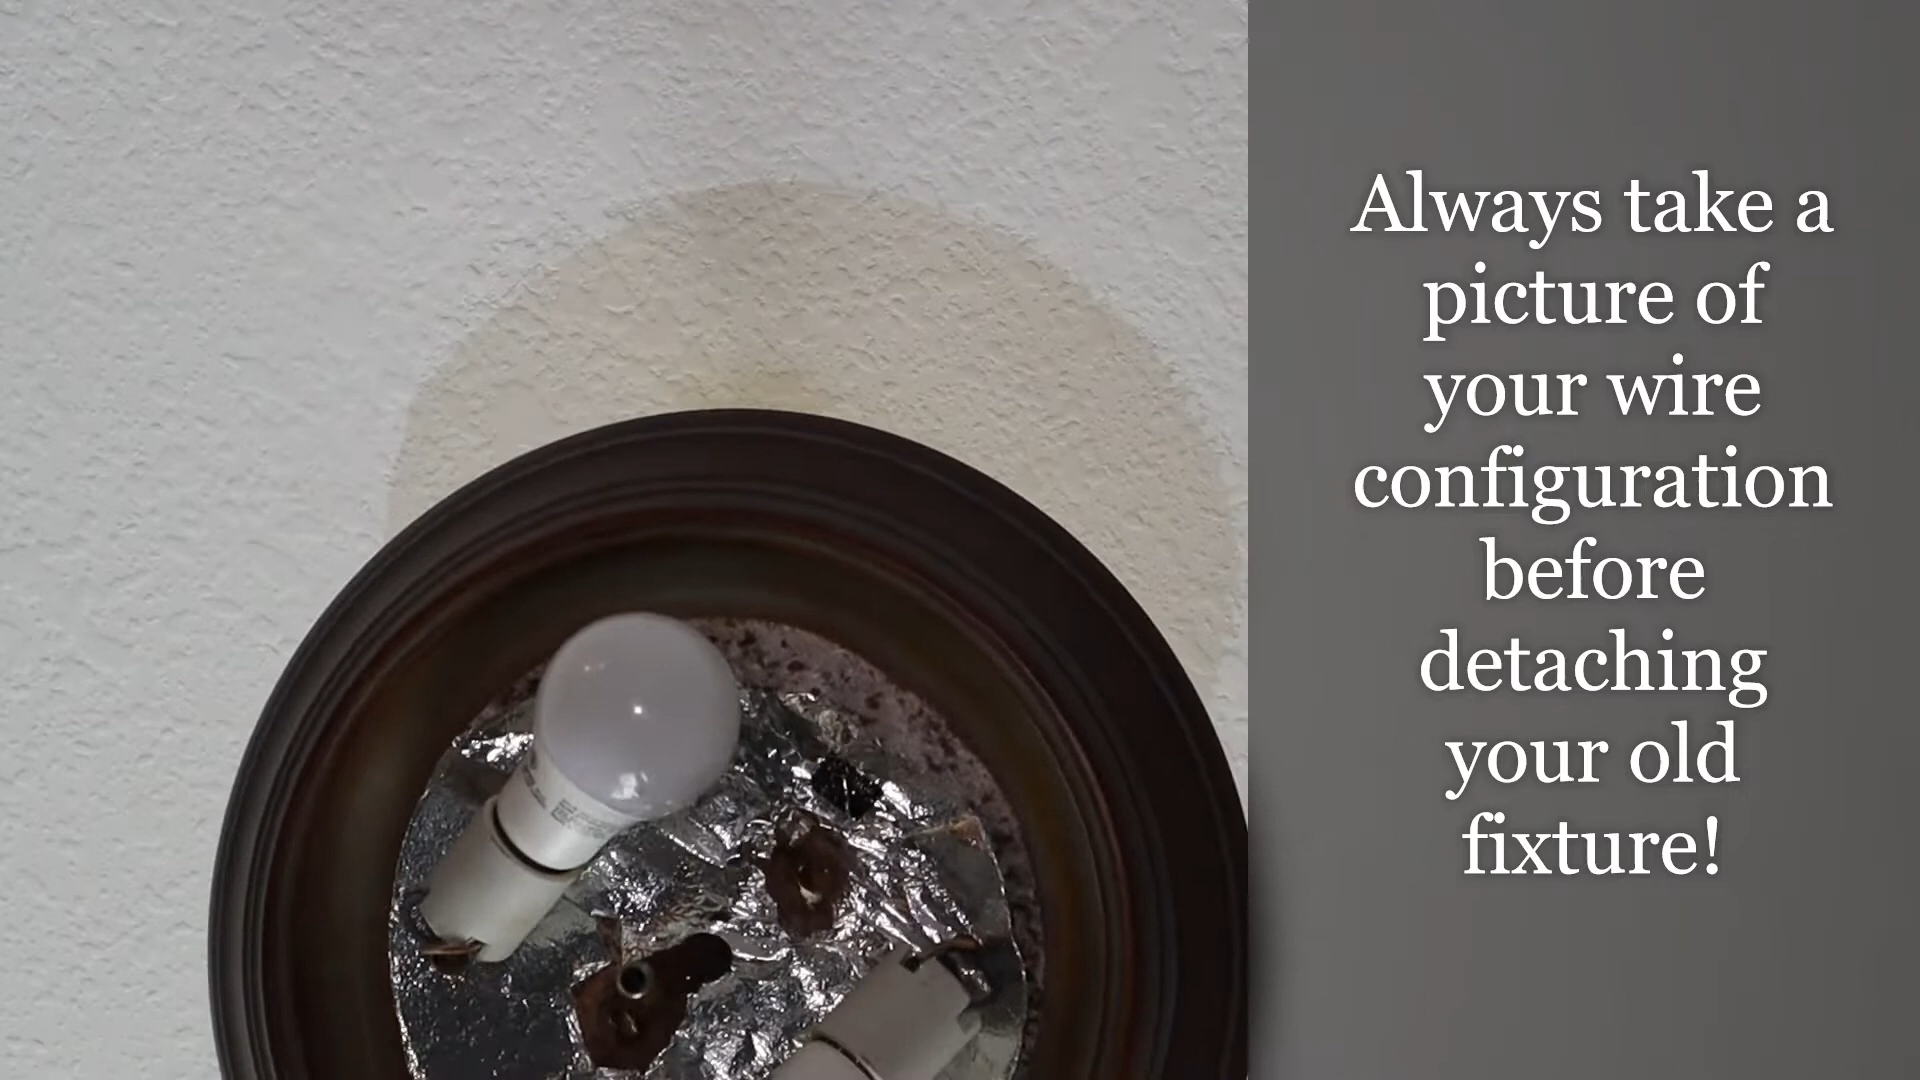 Always take a
picture of
your wire
configuration
before
detaching
your old
fixture!